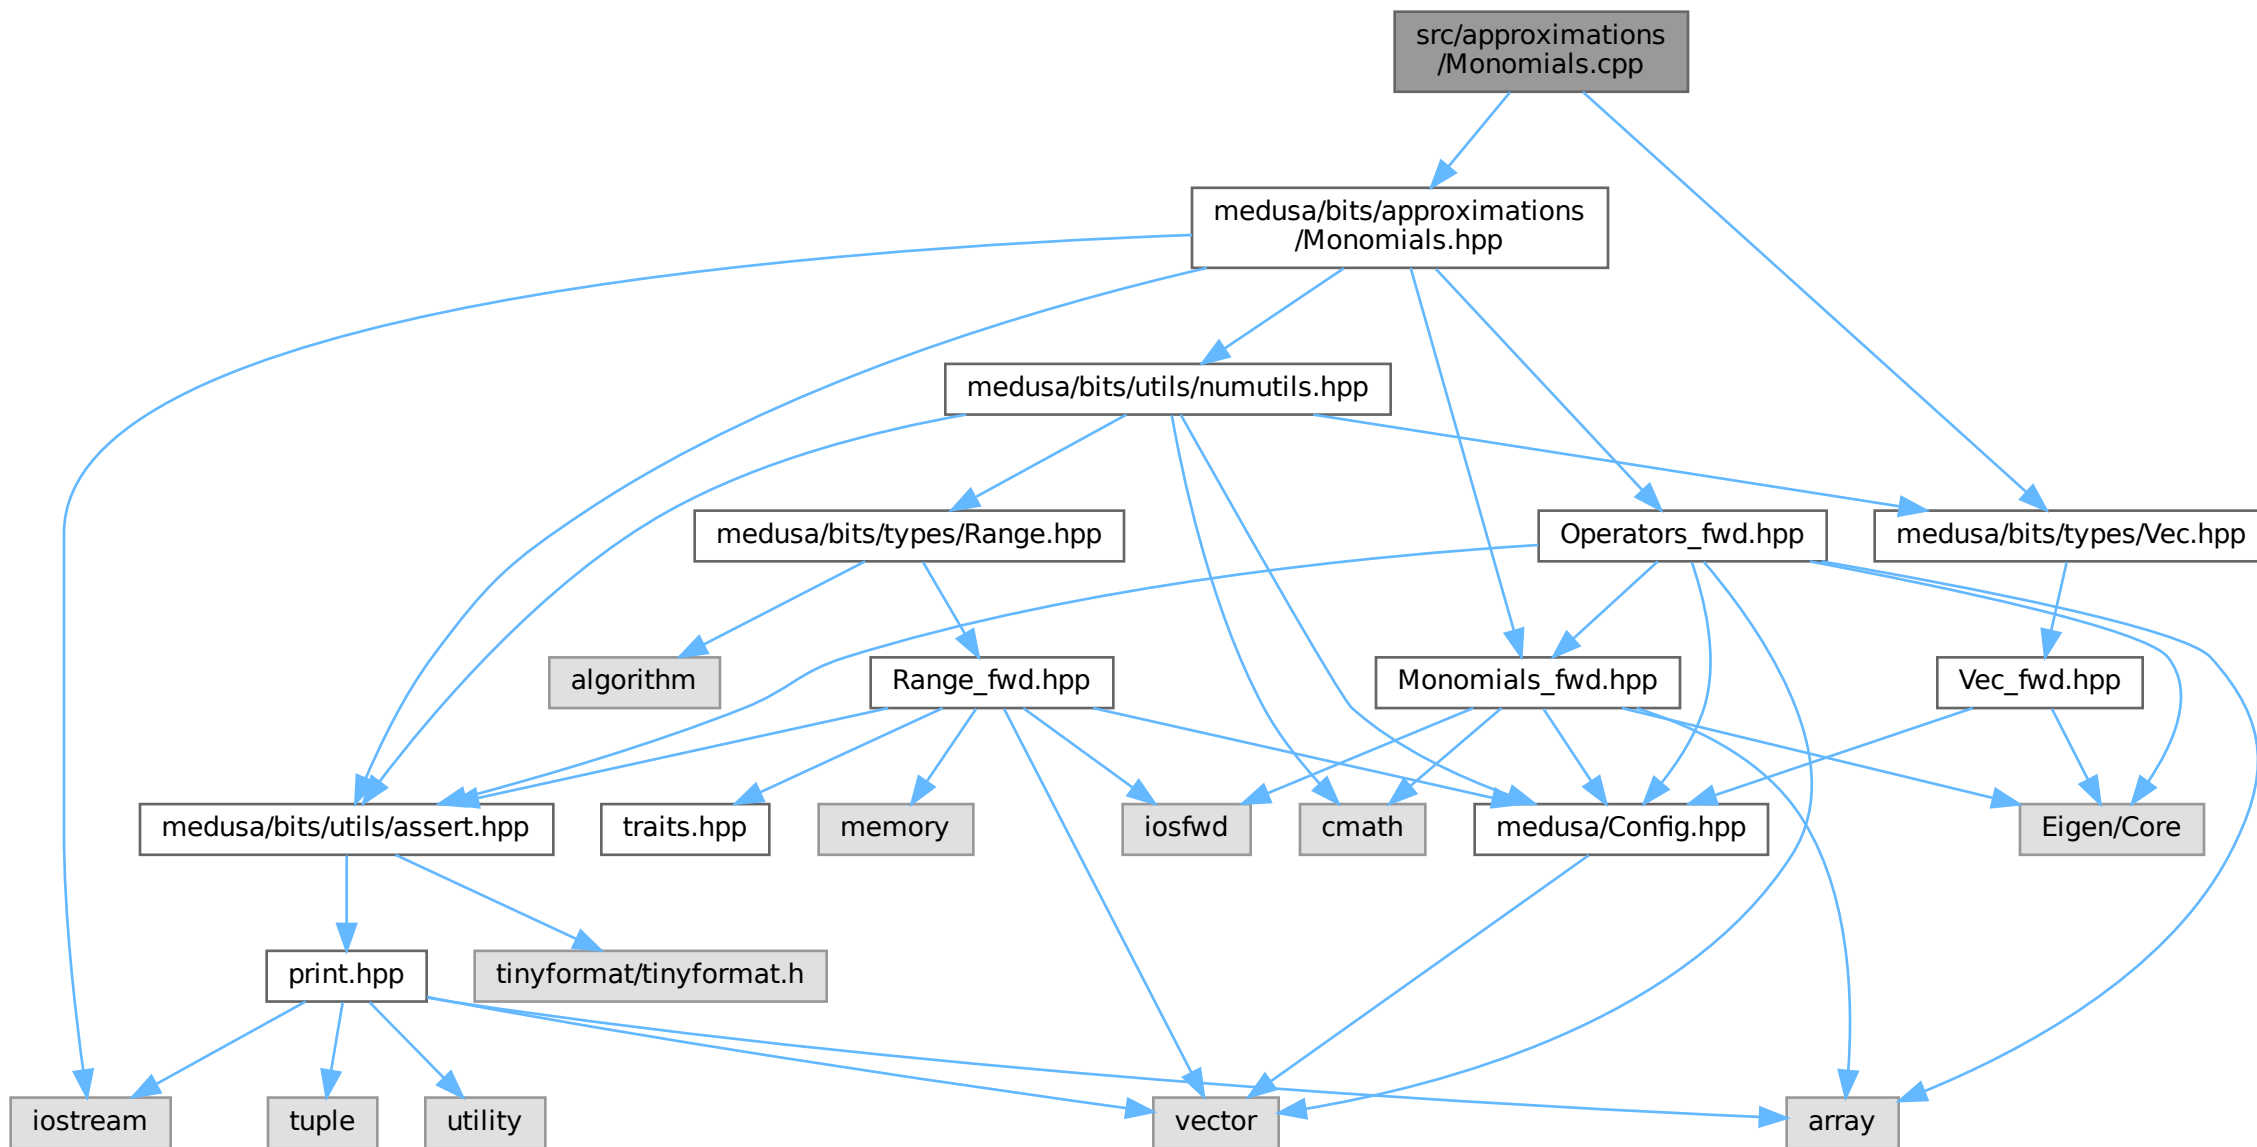 src/approximations
/Monomials.cpp
medusa/bits/approximations
/Monomials.hpp
medusa/bits/utils/numutils.hpp
medusa/bits/types/Range.hpp
Operators_fwd.hpp
medusa/bits/types/Vec.hpp
algorithm
Range_fwd.hpp
Monomials_fwd.hpp
Vec_fwd.hpp
medusa/bits/utils/assert.hpp
traits.hpp
memory
iosfwd
cmath
medusa/Config.hpp
Eigen/Core
print.hpp
tinyformat/tinyformat.h
iostream
tuple
utility
vector
array